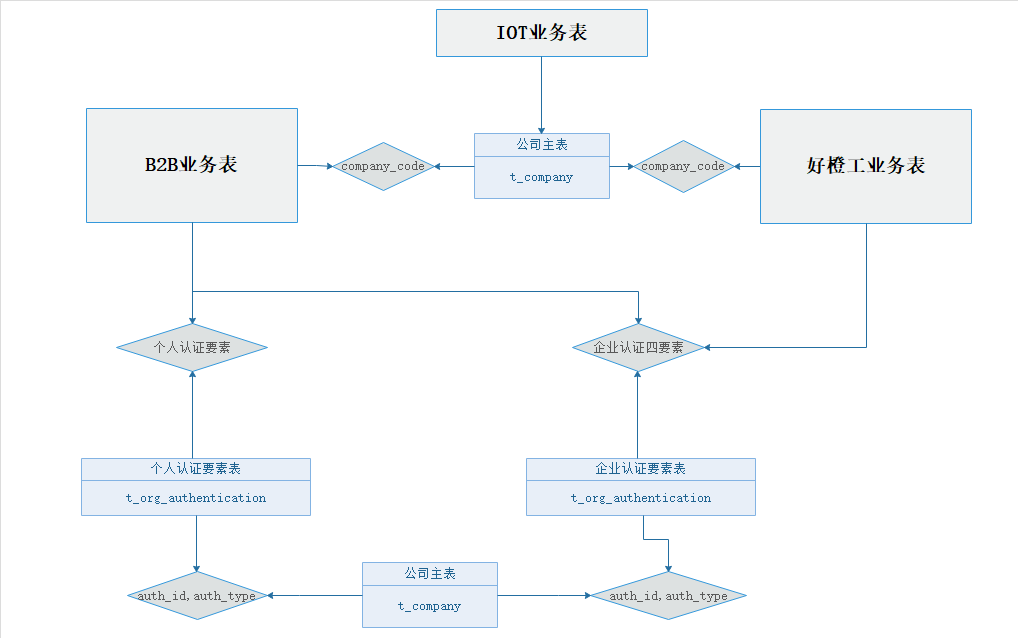 IOT业务表
公司主表
t_company
B2B业务表
company_code
company_code
好橙工业务表
个人认证要素
企业认证四要素
个人认证要素表
t_org_authentication
企业认证要素表
t_org_authentication
公司主表
t_company
auth_id,auth_type
auth_id,auth_type